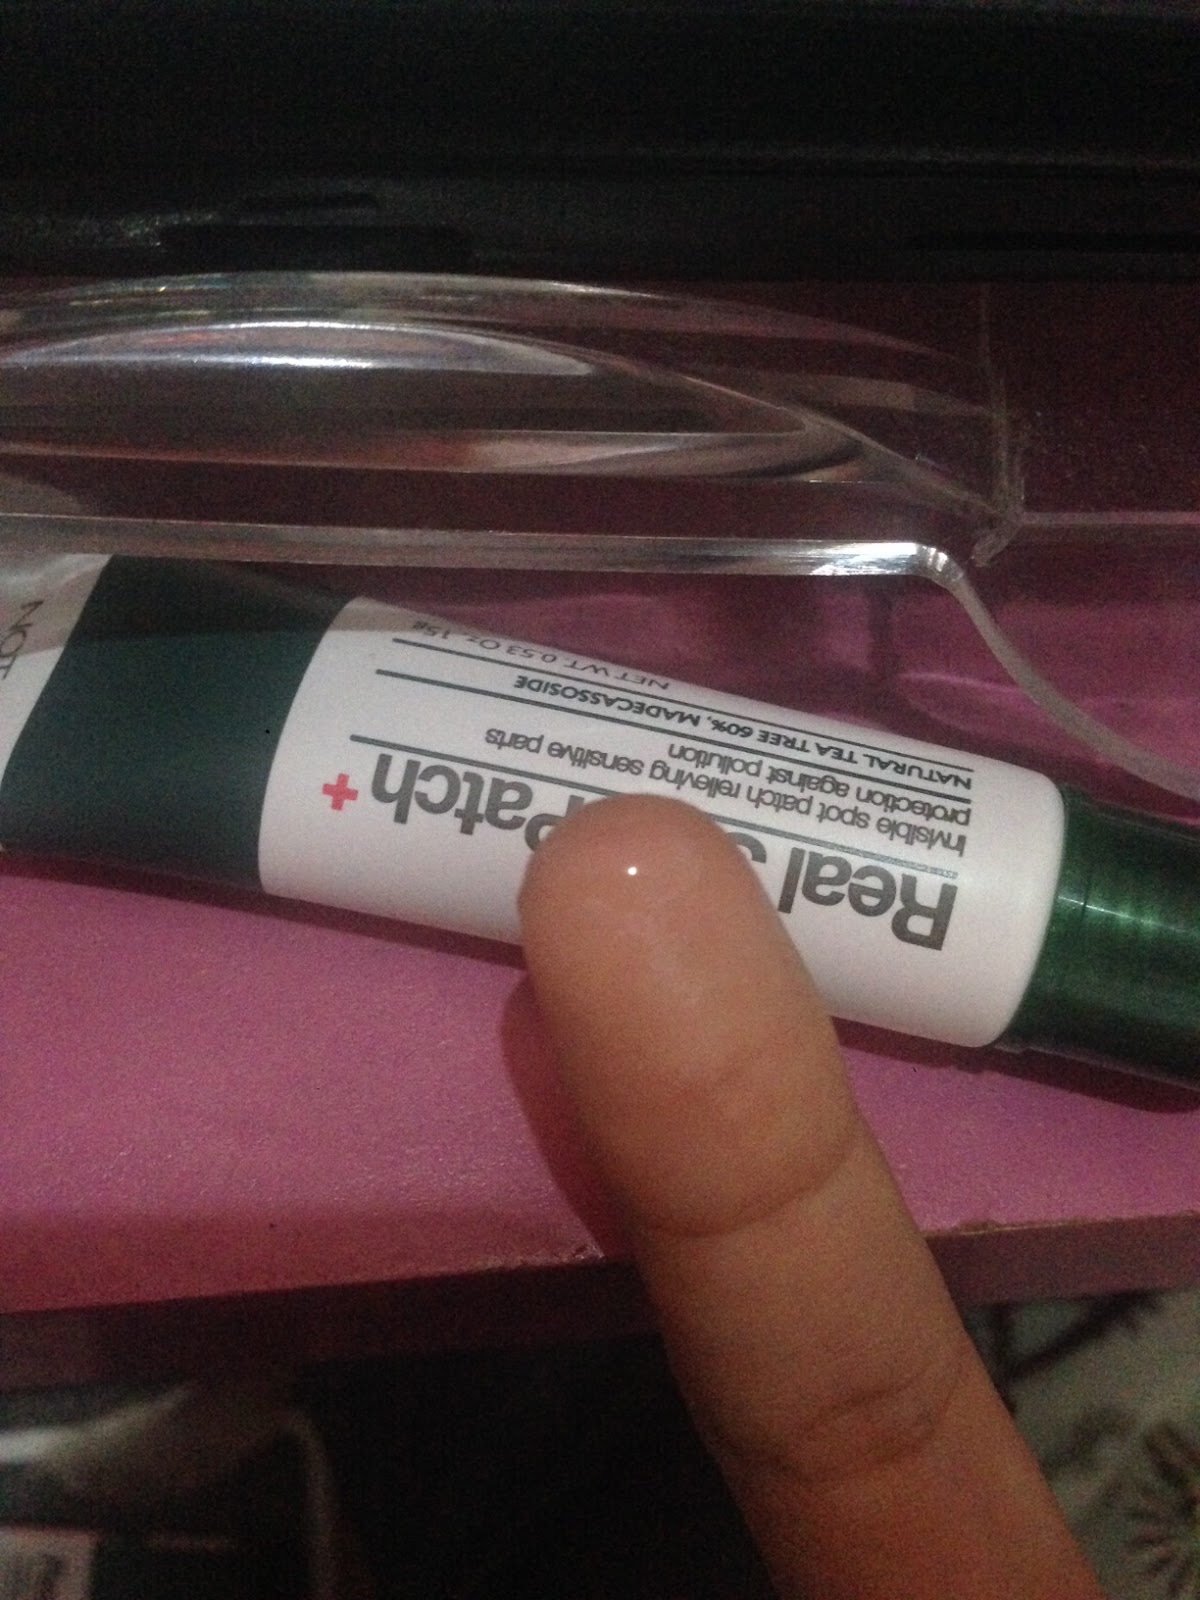 Real S Patch+
invisible spot patch relieving sensitive parts
protection against pollution
NATURAL TEA TREE 60%, MADECASSOSIDE
NET WT. 0.53 Oz, 15g
NOT